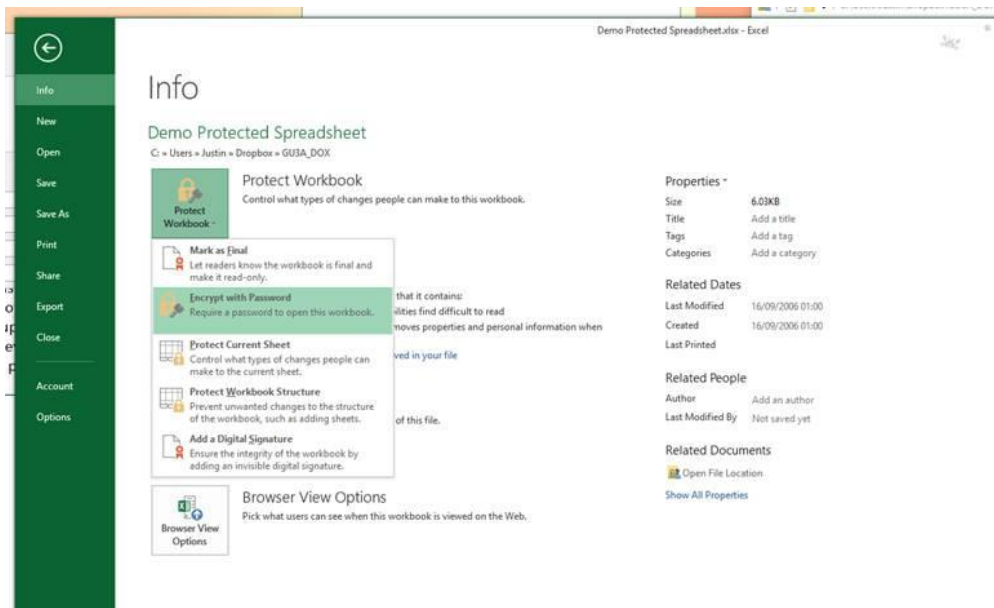 Demo Protected Spreadsheet.xlsx - Excel
Info
New
Open
Save
Save As
Print
Share
Export
Close
Account
Options
Info
Demo Protected Spreadsheet
C: » Users » Justin » Dropbox » GU3A_DOX
Protect
Workbook
Protect Workbook
Control what types of changes people can make to this workbook.
Mark as Final
Let readers know the workbook is final and
make it read-only.
Encrypt with Password
Require a password to open this workbook.
Protect Current Sheet
Control what types of changes people can
make to the current sheet.
Protect Workbook Structure
Prevent unwanted changes to the structure
of the workbook, such as adding sheets.
Add a Digital Signature
Ensure the integrity of the workbook by
adding an invisible digital signature.
that it contains:
ilities find difficult to read
moves properties and personal information when
ved in your file
of this file.
Browser View
Options
Browser View Options
Pick what users can see when this workbook is viewed on the Web.
Properties
Size 6.03KB
Title Add a title
Tags Add a tag
Categories Add a category
Related Dates
Last Modified 16/09/2006 01:00
Created 16/09/2006 01:00
Last Printed
Related People
Author Add an author
Last Modified By Not saved yet
Related Documents
Open File Location
Show All Properties